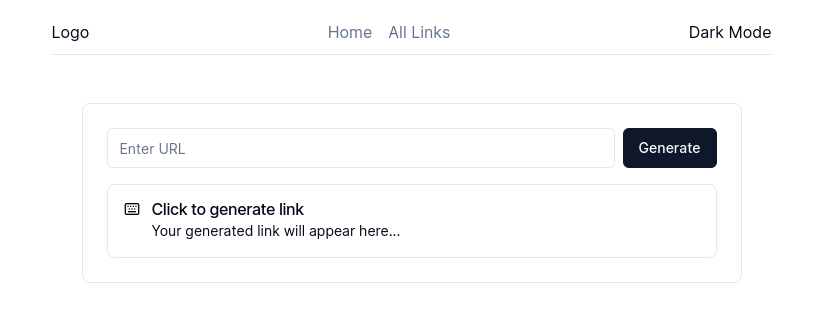 Logo
Home All Links
Dark Mode
Enter URL
Generate
Click to generate link
Your generated link will appear here...